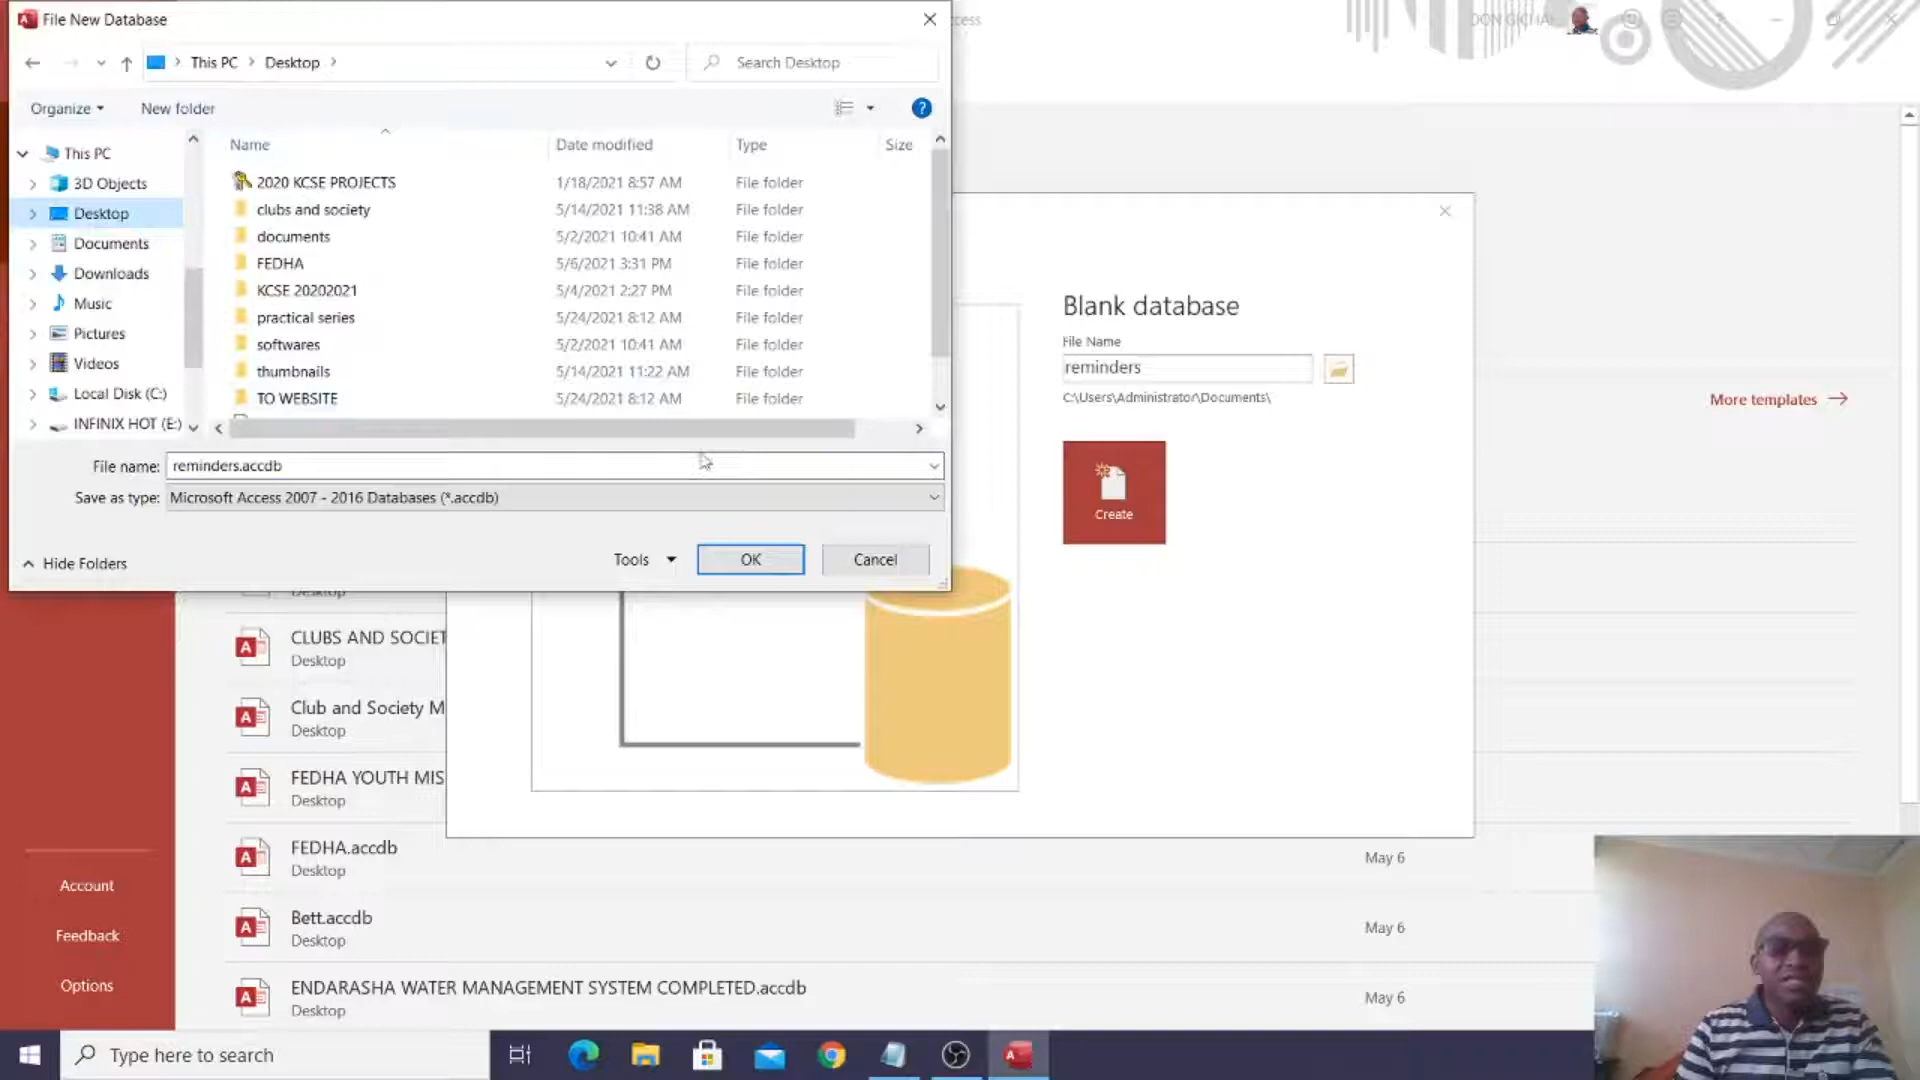 File New Database
This PC > Desktop >
Search Desktop
Organize
New folder
Name
Date modified
Type
Size
This PC
3D Objects
Desktop
Documents
Downloads
Music
Pictures
Videos
Local Disk (C:)
INFINIX HOT (E:)
2020 KCSE PROJECTS 1/18/2021 8:57 AM File folder
clubs and society 5/14/2021 11:38 AM File folder
documents 5/2/2021 10:41 AM File folder
FEDHA 5/6/2021 3:31 PM File folder
KCSE 20202021 5/4/2021 2:27 PM File folder
practical series 5/24/2021 8:12 AM File folder
softwares 5/2/2021 10:41 AM File folder
thumbnails 5/14/2021 11:22 AM File folder
TO WEBSITE 5/24/2021 8:12 AM File folder
File name: reminders.accdb
Save as type: Microsoft Access 2007 - 2016 Databases (*.accdb)
Hide Folders
Tools
OK
Cancel
Blank database
File Name
reminders
C:\Users\Administrator\Documents\
Create
More templates
Desktop
CLUBS AND SOCIET
Desktop
Club and Society M
Desktop
FEDHA YOUTH MIS
Desktop
FEDHA.accdb
Desktop
May 6
Bett.accdb
Desktop
May 6
ENDARASHA WATER MANAGEMENT SYSTEM COMPLETED.accdb
Desktop
May 6
Account
Feedback
Options
Type here to search